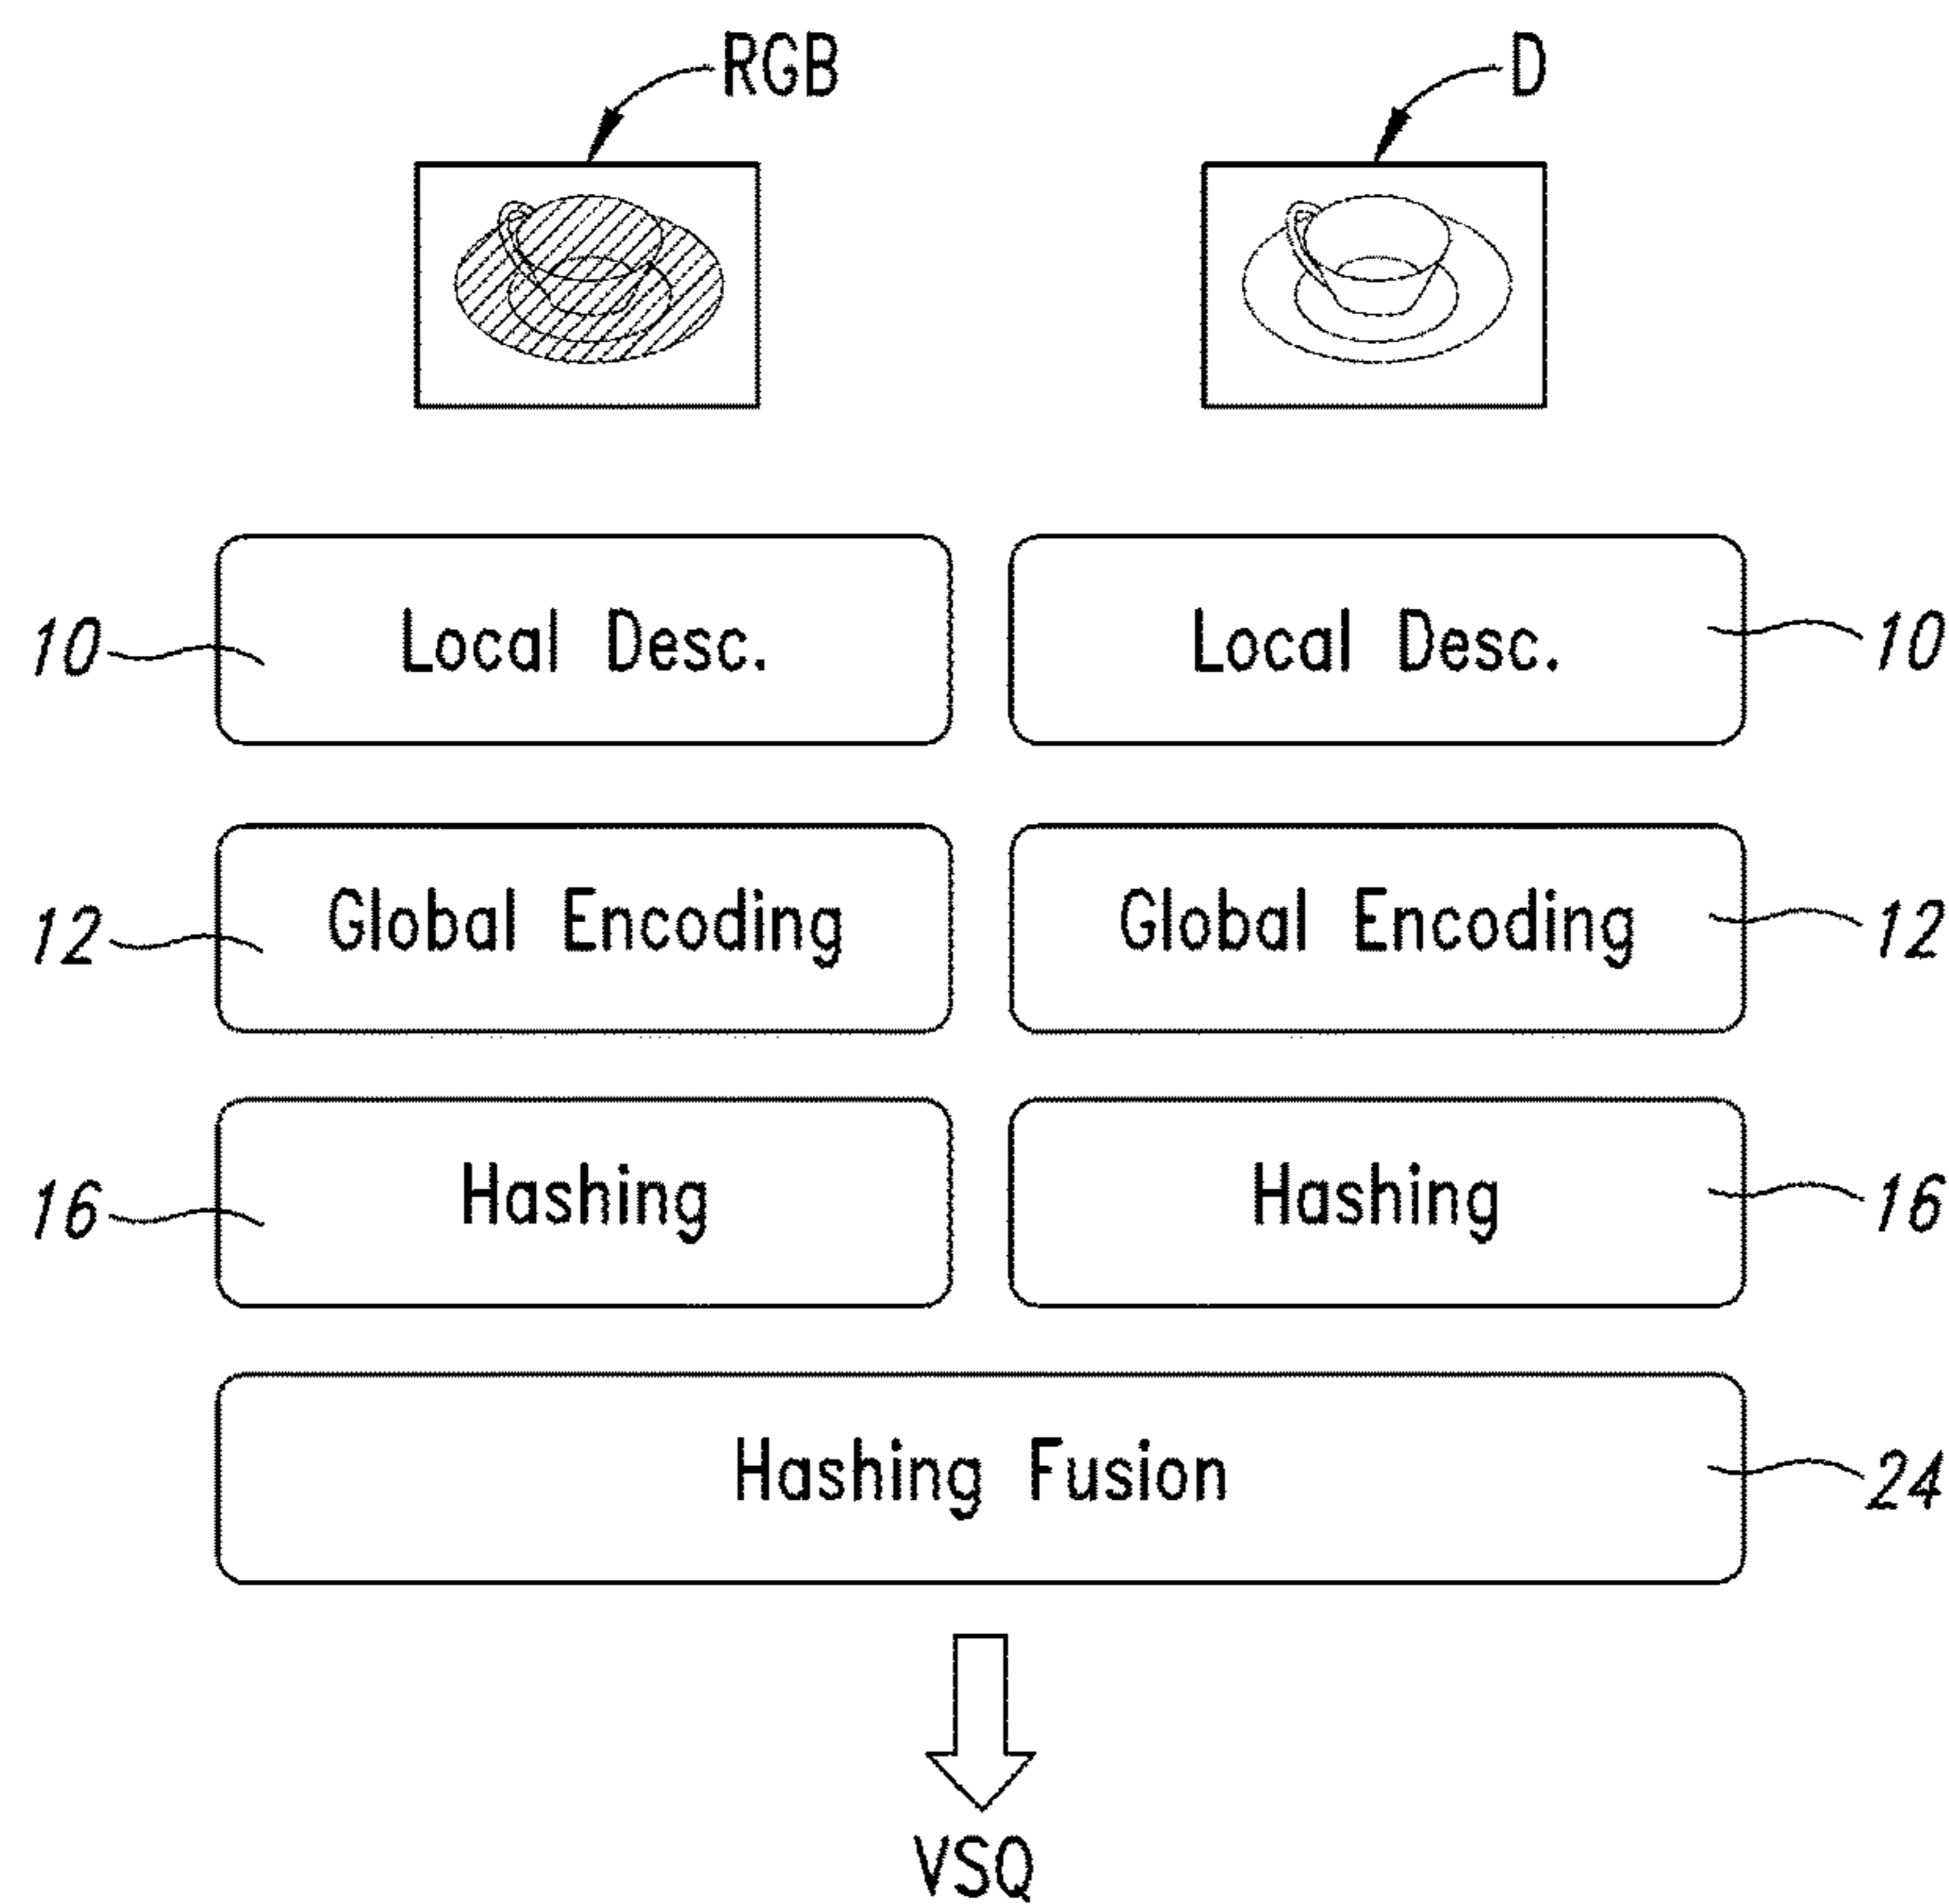 RGB D
10 Local Desc. Local Desc. 10
12 Global Encoding Global Encoding 12
16 Hashing Hashing 16
Hashing Fusion 24
VSQ